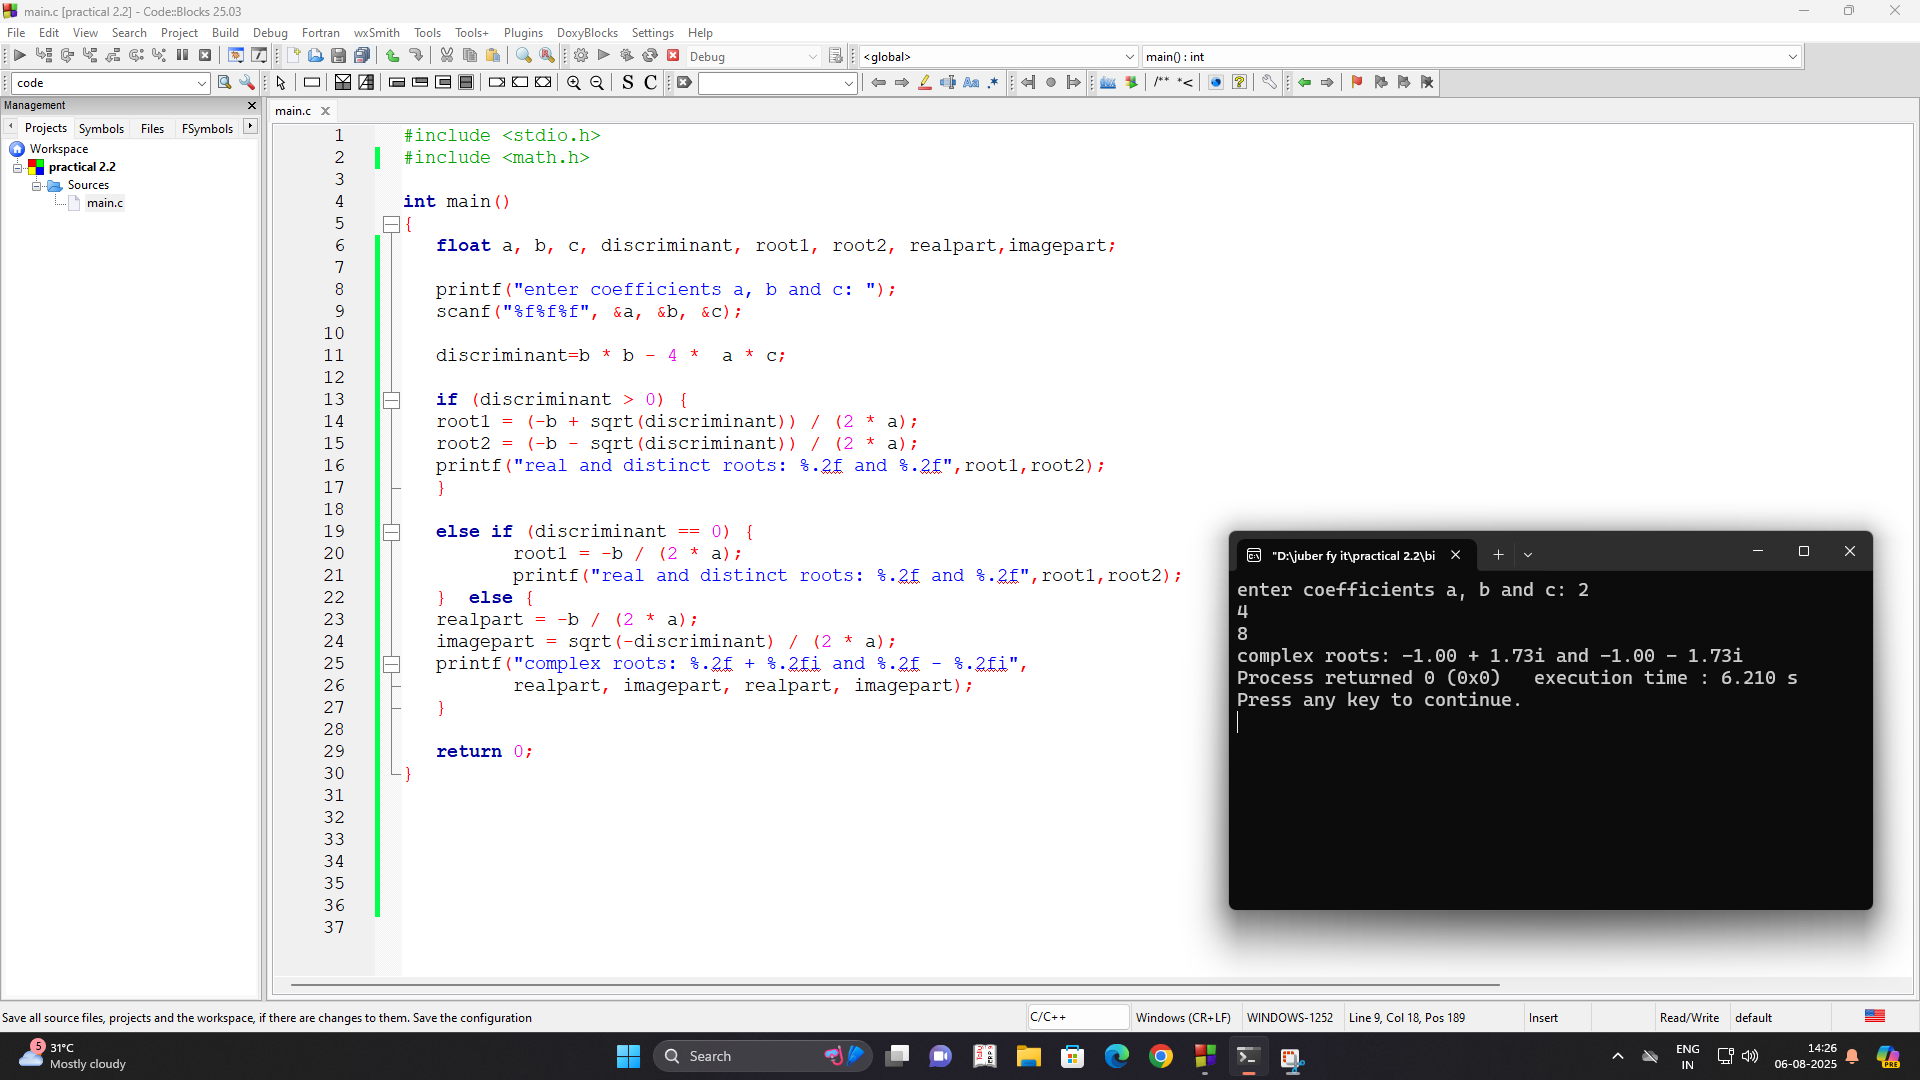 main.c [practical 2.2] - Code::Blocks 25.03
File Edit View Search Project Build Debug Fortran wxSmith Tools Tools+ Plugins DoxyBlocks Settings Help
Debug
<global>
main() : int
code
S C
/** *<
Management
Projects Symbols Files FSymbols
Workspace
practical 2.2
Sources
main.c
main.c
1 #include <stdio.h>
2 #include <math.h>
3
4 int main()
5 {
6 float a, b, c, discriminant, root1, root2, realpart,imagepart;
7
8 printf("enter coefficients a, b and c: ");
9 scanf("%f%f%f", &a, &b, &c);
10
11 discriminant=b * b - 4 *  a * c;
12
13 if (discriminant > 0) {
14 root1 = (-b + sqrt(discriminant)) / (2 * a);
15 root2 = (-b - sqrt(discriminant)) / (2 * a);
16 printf("real and distinct roots: %.2f and %.2f",root1,root2);
17 }
18
19 else if (discriminant == 0) {
20 root1 = -b / (2 * a);
21 printf("real and distinct roots: %.2f and %.2f",root1,root2);
22 }  else {
23 realpart = -b / (2 * a);
24 imagepart = sqrt(-discriminant) / (2 * a);
25 printf("complex roots: %.2f + %.2fi and %.2f - %.2fi",
26 realpart, imagepart, realpart, imagepart);
27 }
28
29 return 0;
30 }
31
32
33
34
35
36
37
"D:\juber fy it\practical 2.2\bi
enter coefficients a, b and c: 2
4
8
complex roots: -1.00 + 1.73i and -1.00 - 1.73i
Process returned 0 (0x0)   execution time : 6.210 s
Press any key to continue.
Save all source files, projects and the workspace, if there are changes to them. Save the configuration
C/C++
Windows (CR+LF)
WINDOWS-1252
Line 9, Col 18, Pos 189
Insert
Read/Write
default
5
31°C
Mostly cloudy
Search
ENG
IN
14:26
06-08-2025